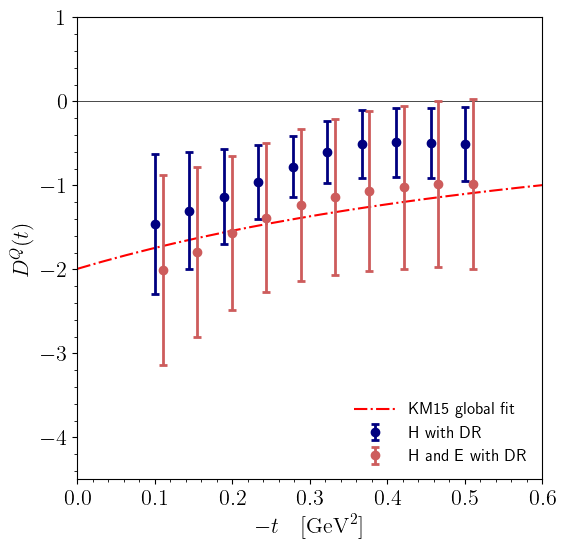 1
0
−1
−2
−3
−4
D^Q(t)
KM15 global fit
H with DR
H and E with DR
0.0 0.1 0.2 0.3 0.4 0.5 0.6
−t [GeV²]